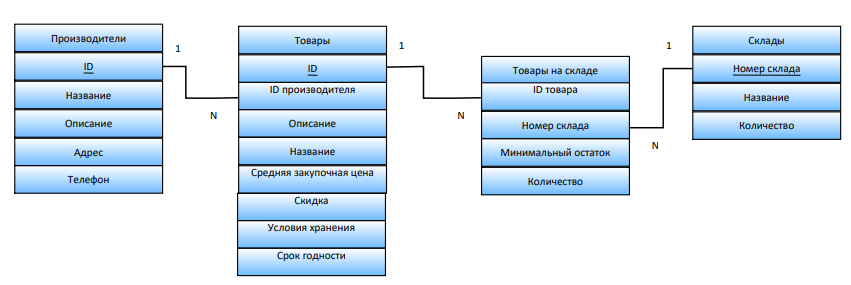 Производители
ID
Название
Описание
Адрес
Телефон
1
N
Товары
ID
ID производителя
Описание
Название
Средняя закупочная цена
Скидка
Условия хранения
Срок годности
1
N
Товары на складе
ID товара
Номер склада
Минимальный остаток
Количество
1
N
Склады
Номер склада
Название
Количество